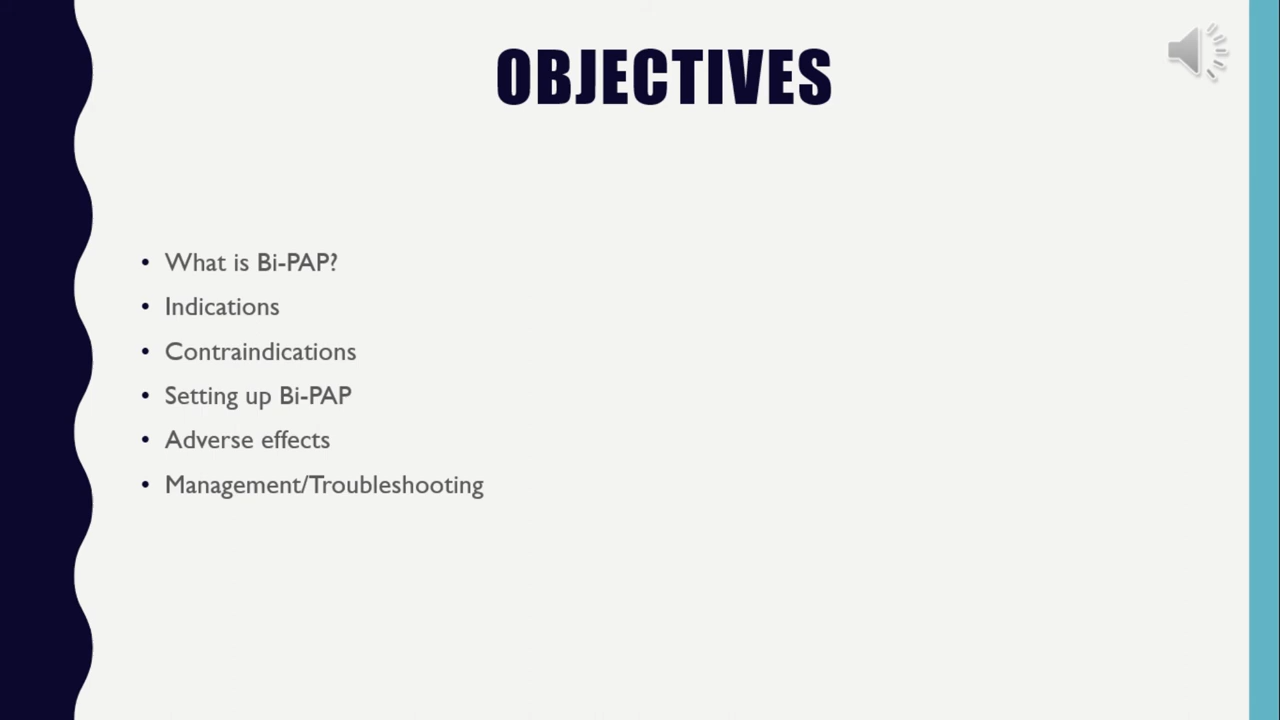 OBJECTIVES
• What is Bi-PAP?
• Indications
• Contraindications
• Setting up Bi-PAP
• Adverse effects
• Management/Troubleshooting